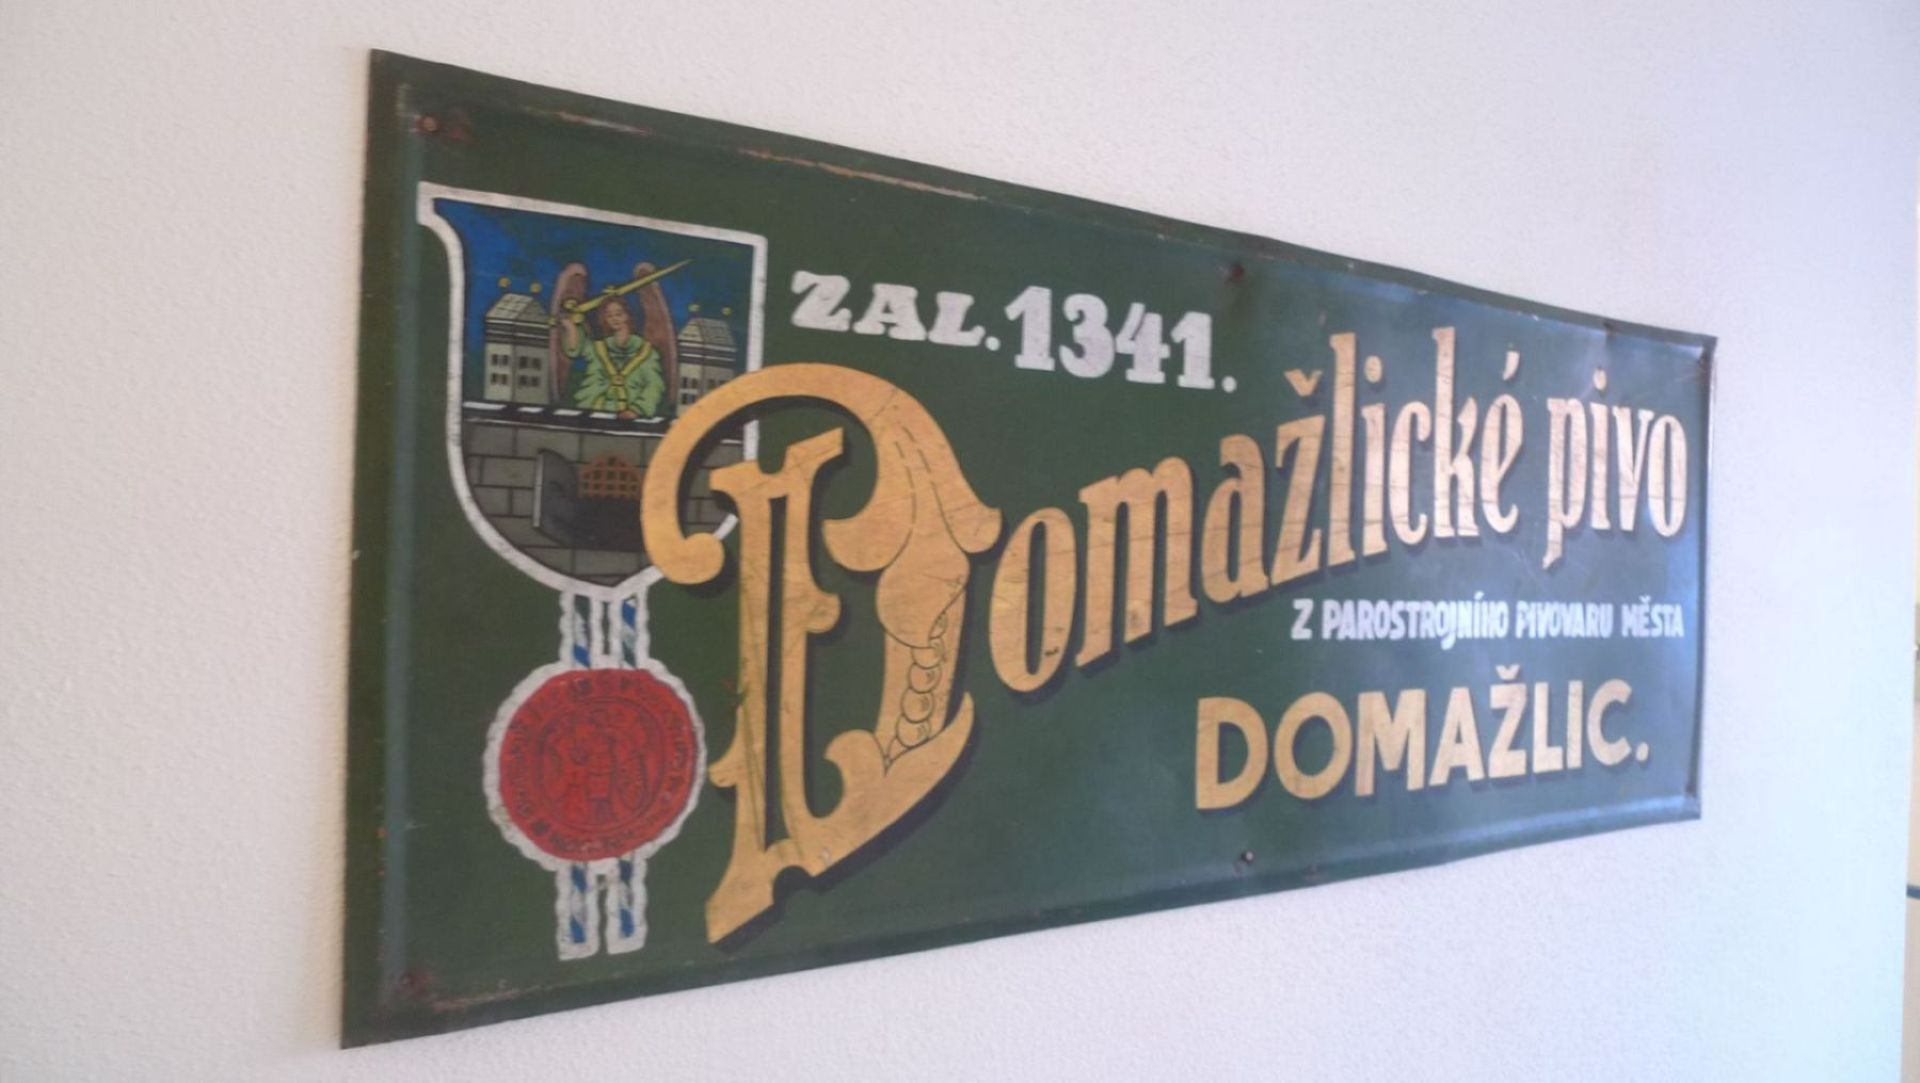 ZAL. 1341.
Domažlické pivo
Z PAROSTROJNÍHO PIVOVARU MĚSTA
DOMAŽLIC.